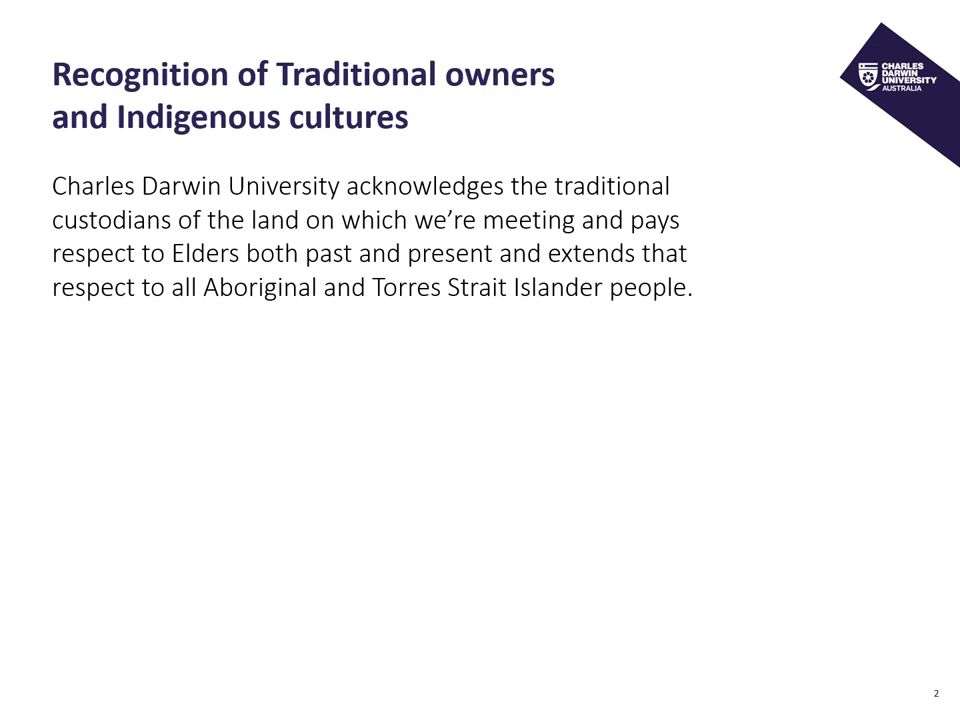 Recognition of Traditional owners
and Indigenous cultures
CHARLES
DARWIN
UNIVERSITY
AUSTRALIA
Charles Darwin University acknowledges the traditional
custodians of the land on which we’re meeting and pays
respect to Elders both past and present and extends that
respect to all Aboriginal and Torres Strait Islander people.
2